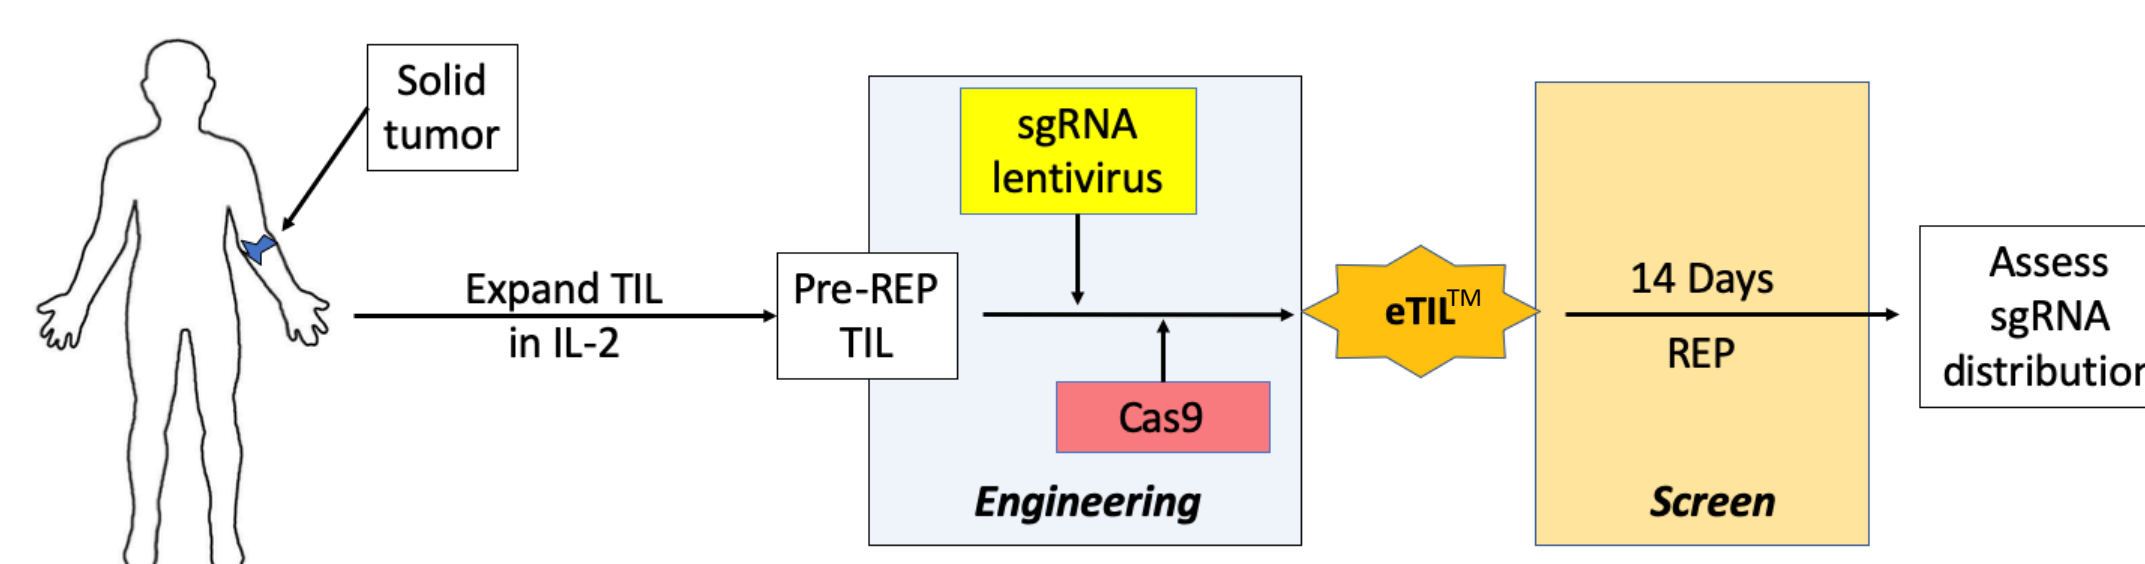 Solid
tumor
Expand TIL
in IL-2
Pre-REP
TIL
sgRNA
lentivirus
Cas9
Engineering
eTIL™
14 Days
REP
Screen
Assess
sgRNA
distribution